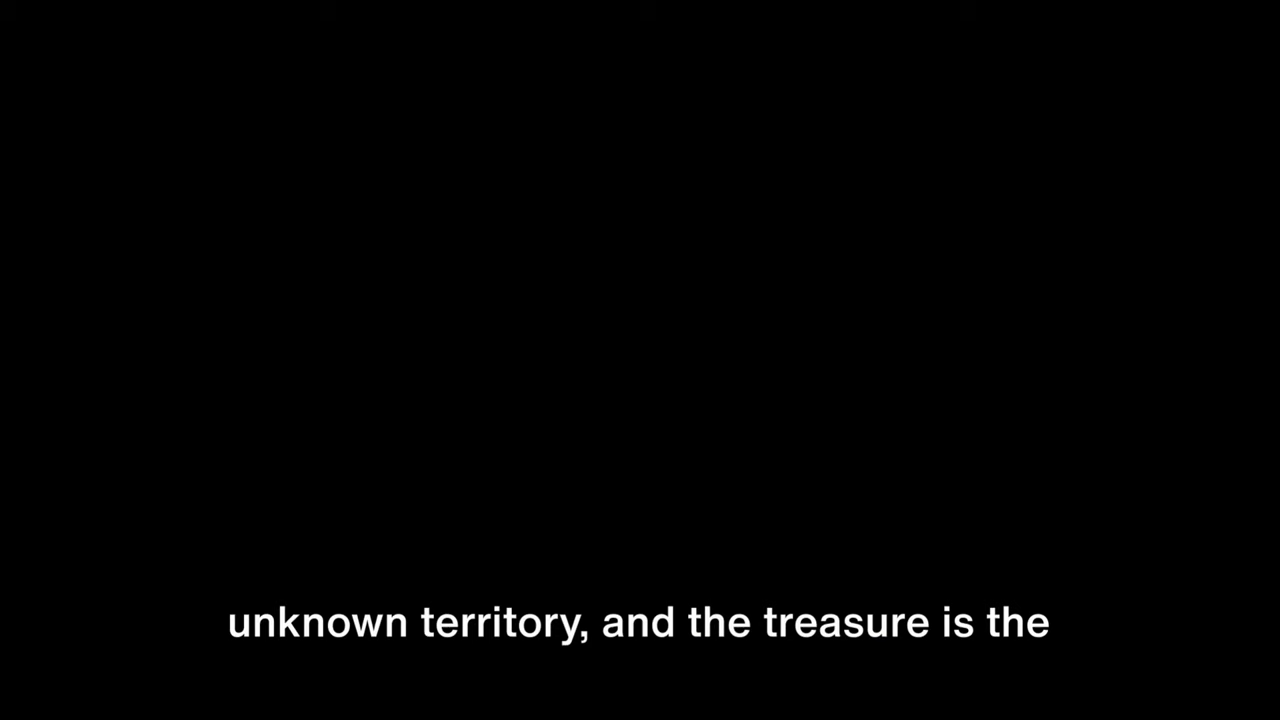 unknown territory, and the treasure is the